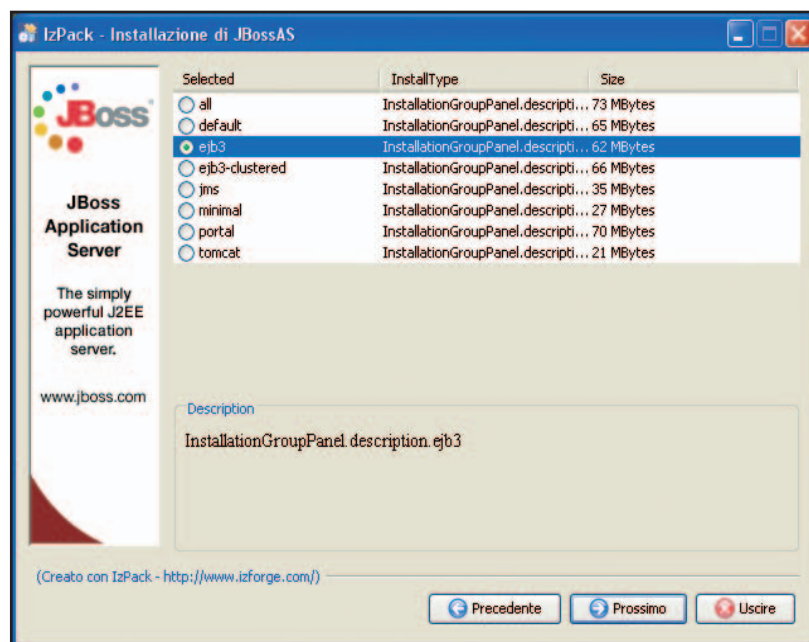 IzPack - Installazione di JBossAS
JBoss
JBoss
Application
Server
The simply
powerful J2EE
application
server.
www.jboss.com
Selected InstallType Size
all InstallationGroupPanel.descripti... 73 MBytes
default InstallationGroupPanel.descripti... 65 MBytes
ejb3 InstallationGroupPanel.descripti... 62 MBytes
ejb3-clustered InstallationGroupPanel.descripti... 66 MBytes
jms InstallationGroupPanel.descripti... 35 MBytes
minimal InstallationGroupPanel.descripti... 27 MBytes
portal InstallationGroupPanel.descripti... 70 MBytes
tomcat InstallationGroupPanel.descripti... 21 MBytes
Description
InstallationGroupPanel.description.ejb3
(Creato con IzPack - http://www.izforge.com/)
Precedente Prossimo Uscire